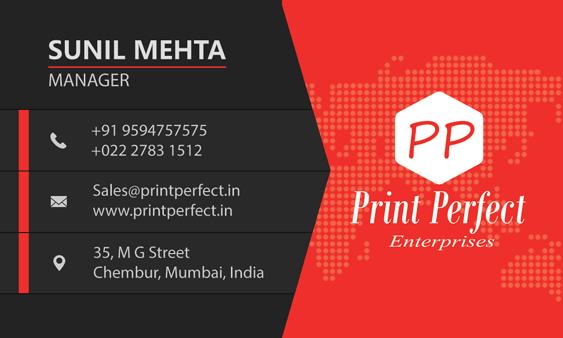 SUNIL MEHTA
MANAGER
+91 9594757575
+022 2783 1512
Sales@printperfect.in
www.printperfect.in
35, M G Street
Chembur, Mumbai, India
PP
Print Perfect
Enterprises